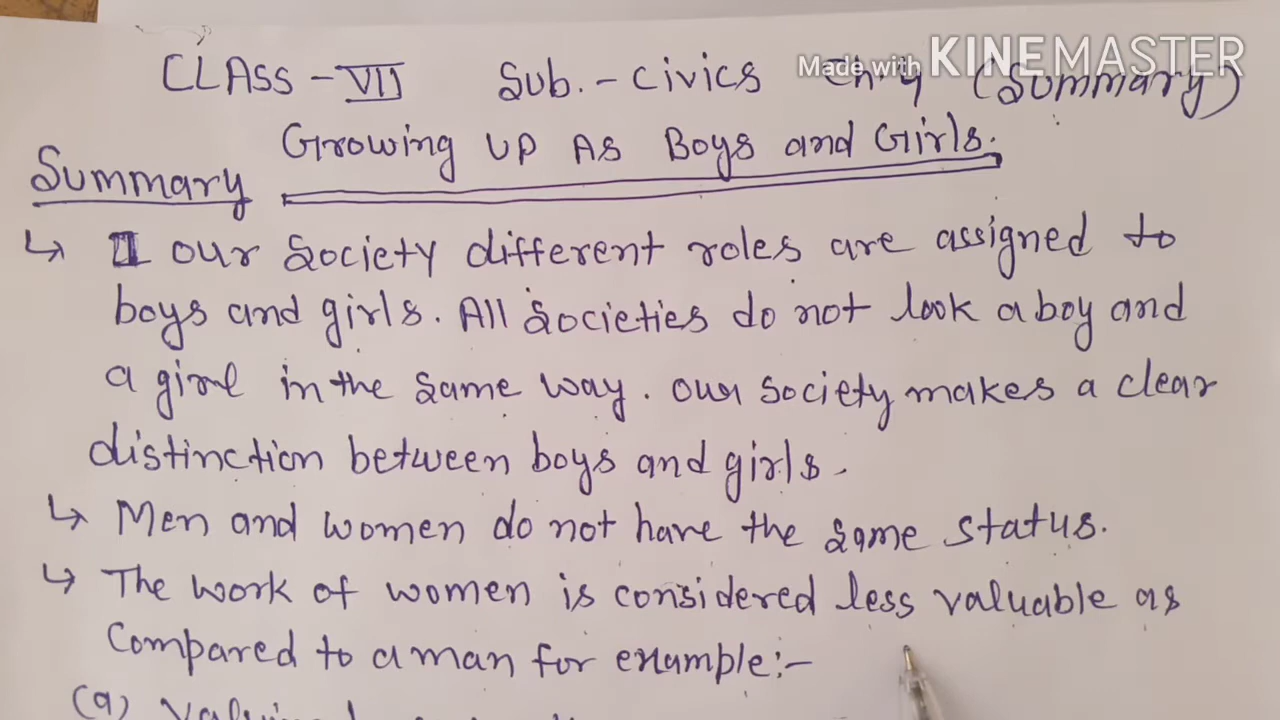 CLASS - VII Sub. - Civics Ch-4 (Summary)
Made with KINEMASTER
Growing UP As Boys and Girls.
Summary
↳ I our Society different roles are assigned to
boys and girls. All Societies do not look a boy and
a girl in the same way. our society makes a clear
distinction between boys and girls.
↳ Men and women do not have the same status.
↳ The work of women is considered less valuable as
Compared to a man for example:-
(a)